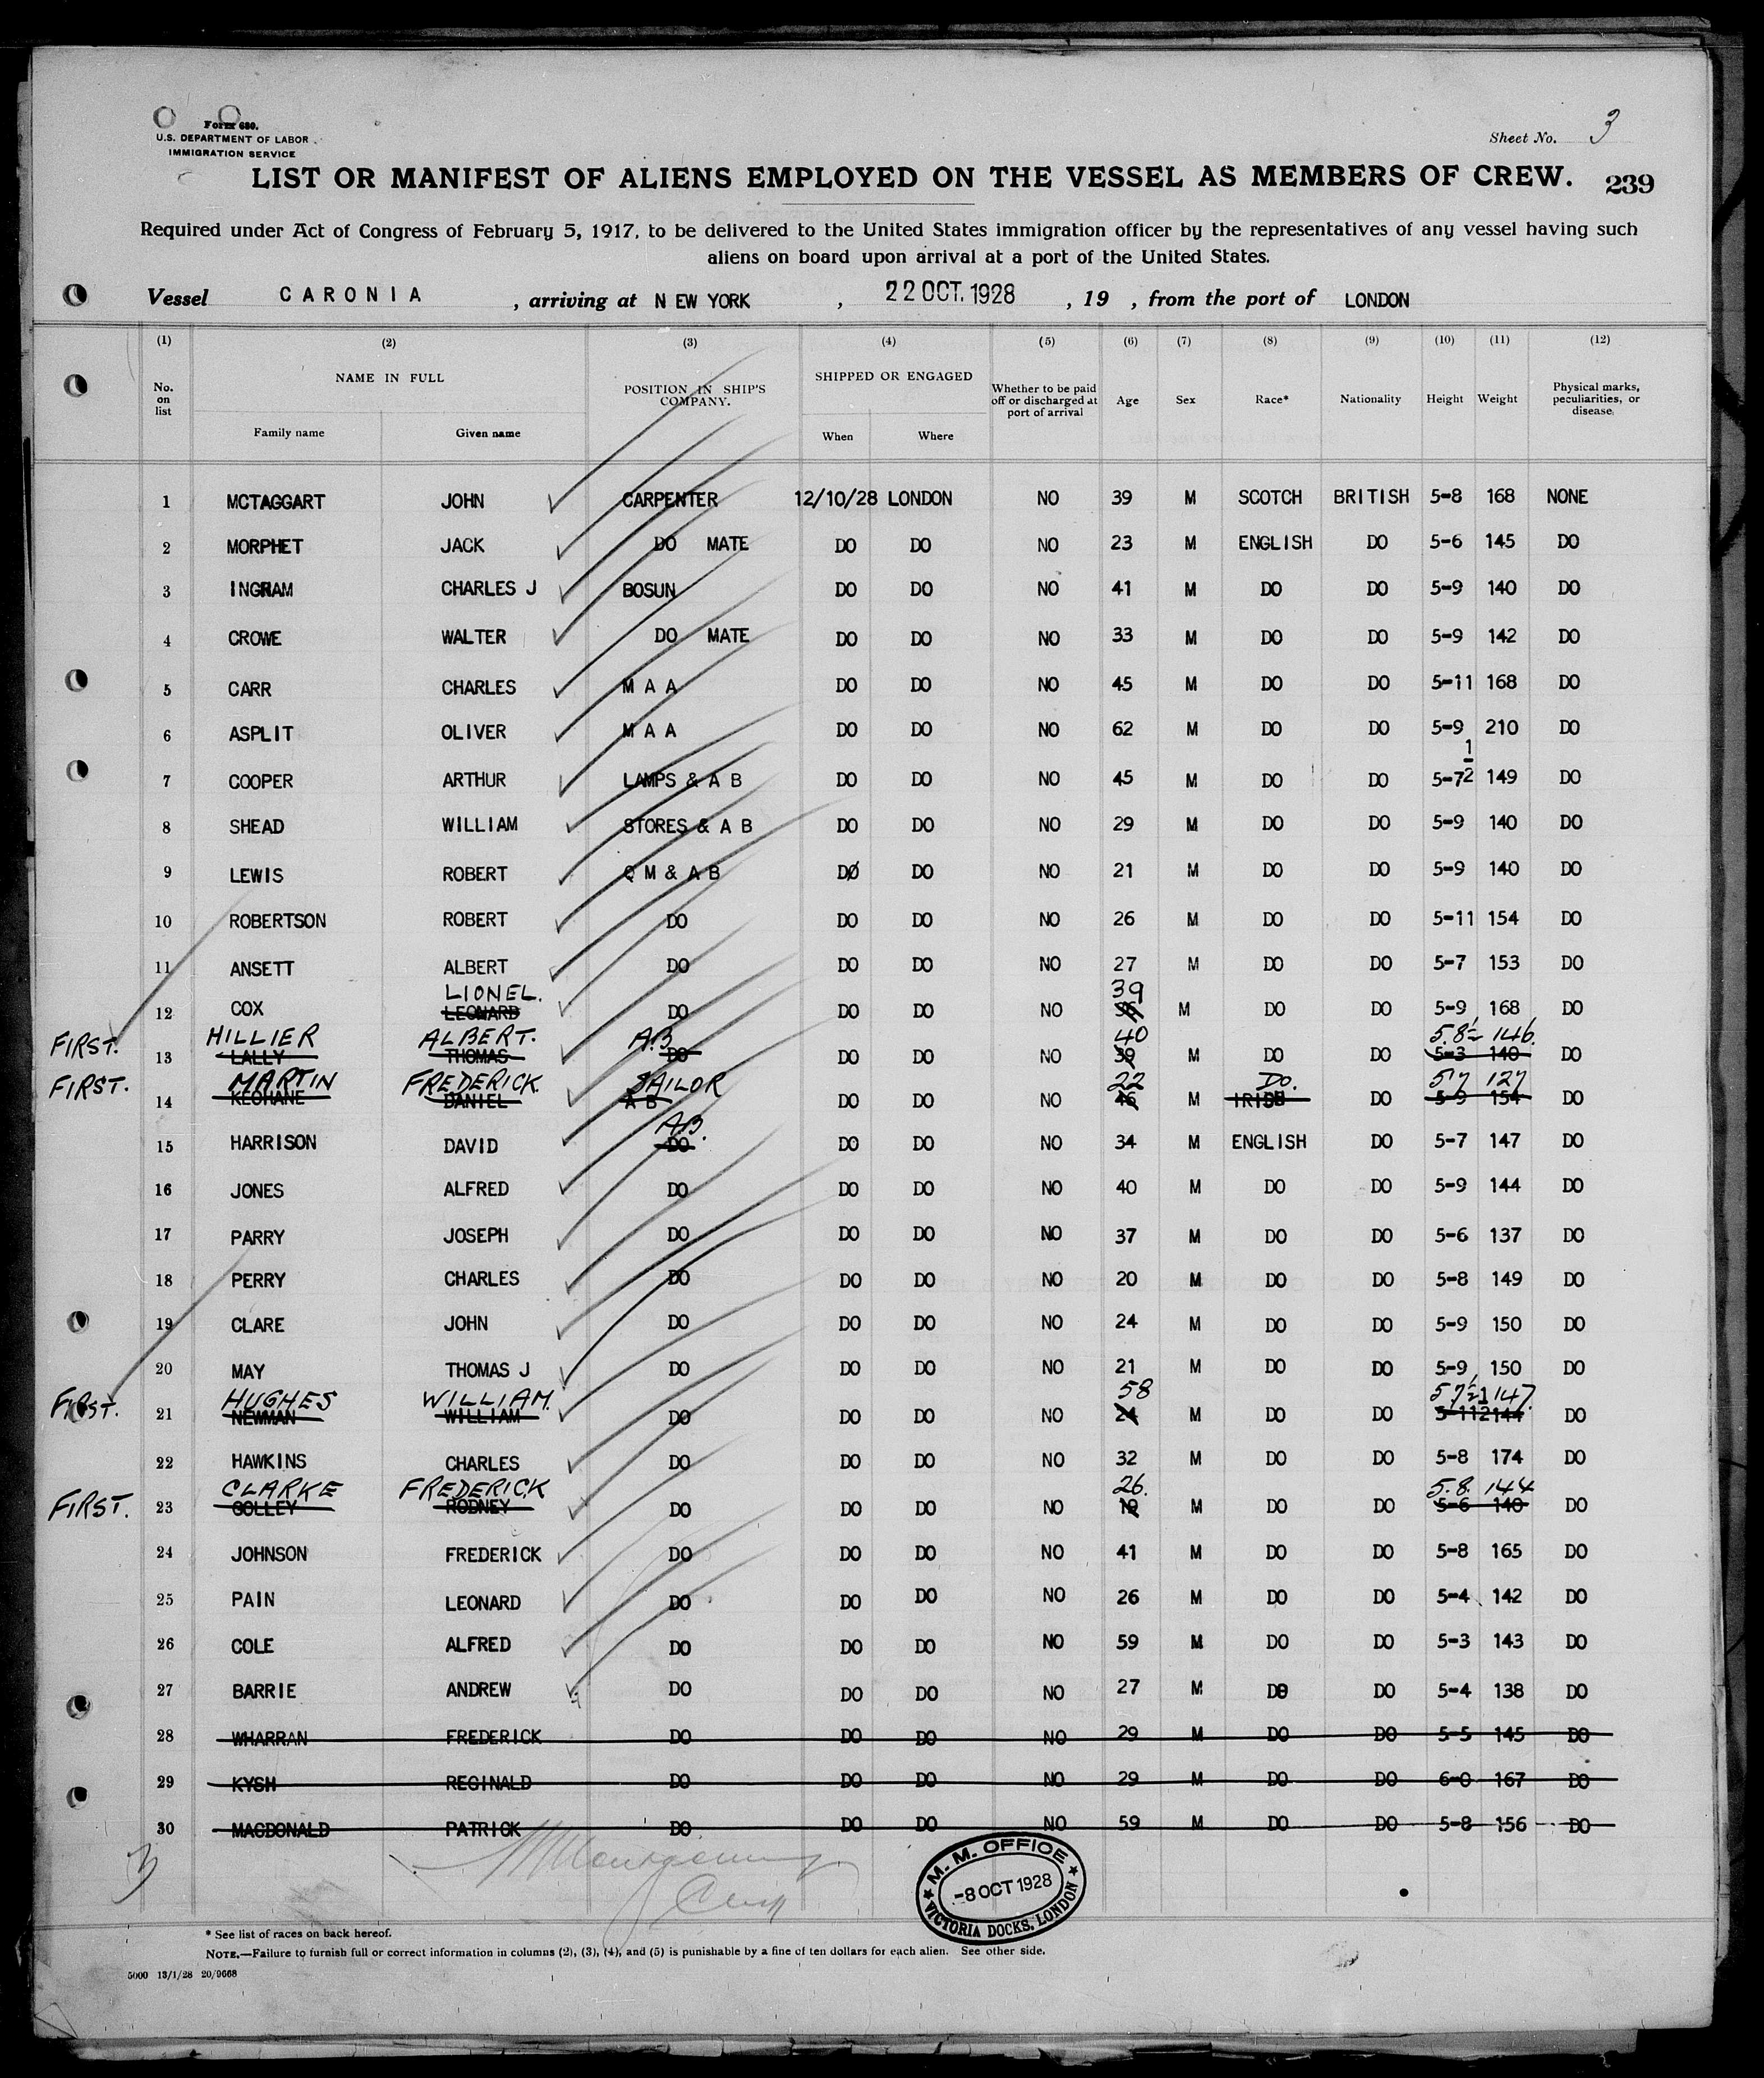 Form 680.
U.S. DEPARTMENT OF LABOR
IMMIGRATION SERVICE
Sheet No. 3
LIST OR MANIFEST OF ALIENS EMPLOYED ON THE VESSEL AS MEMBERS OF CREW. 239
Required under Act of Congress of February 5, 1917, to be delivered to the United States immigration officer by the representatives of any vessel having such
aliens on board upon arrival at a port of the United States.
Vessel CARONIA , arriving at NEW YORK , 22 OCT. 1928 , 19 , from the port of LONDON
(1) (2) (3) (4) (5) (6) (7) (8) (9) (10) (11) (12)
No. on list NAME IN FULL POSITION IN SHIP'S COMPANY. SHIPPED OR ENGAGED Whether to be paid off or discharged at port of arrival Age Sex Race* Nationality Height Weight Physical marks, peculiarities, or disease
Family name Given name When Where
1 MCTAGGART JOHN CARPENTER 12/10/28 LONDON NO 39 M SCOTCH BRITISH 5-8 168 NONE
2 MORPHET JACK DO MATE DO DO NO 23 M ENGLISH DO 5-6 145 DO
3 INGRAM CHARLES J BOSUN DO DO NO 41 M DO DO 5-9 140 DO
4 CROWE WALTER DO MATE DO DO NO 33 M DO DO 5-9 142 DO
5 CARR CHARLES M A A DO DO NO 45 M DO DO 5-11 168 DO
6 ASPLIT OLIVER M A A DO DO NO 62 M DO DO 5-9 210 DO
7 COOPER ARTHUR LAMPS & A B DO DO NO 45 M DO DO 5-7 1/2 149 DO
8 SHEAD WILLIAM STORES & A B DO DO NO 29 M DO DO 5-9 140 DO
9 LEWIS ROBERT Q M & A B DO DO NO 21 M DO DO 5-9 140 DO
10 ROBERTSON ROBERT DO DO DO NO 26 M DO DO 5-11 154 DO
11 ANSETT ALBERT DO DO DO NO 27 M DO DO 5-7 153 DO
LIONEL. 39
12 COX LEONARD DO DO DO NO 36 M DO DO 5-9 168 DO
FIRST. HILLIER ALBERT. A.B 40 5.8½ 146.
13 LALLY THOMAS DO DO DO NO 39 M DO DO 5-3 140 DO
FIRST. MARTIN FREDERICK SAILOR 22 DO. 5 7 127
14 KEOHANE DANIEL A B DO DO NO 46 M IRISH DO 5-9 154 DO
A.B.
15 HARRISON DAVID DO DO DO NO 34 M ENGLISH DO 5-7 147 DO
16 JONES ALFRED DO DO DO NO 40 M DO DO 5-9 144 DO
17 PARRY JOSEPH DO DO DO NO 37 M DO DO 5-6 137 DO
18 PERRY CHARLES DO DO DO NO 20 M DO DO 5-8 149 DO
19 CLARE JOHN DO DO DO NO 24 M DO DO 5-9 150 DO
20 MAY THOMAS J DO DO DO NO 21 M DO DO 5-9 150 DO
FIRST. HUGHES WILLIAM. 58 5 7½ 147.
21 NEWMAN WILLIAM DO DO DO NO 24 M DO DO 5-11½ 144 DO
22 HAWKINS CHARLES DO DO DO NO 32 M DO DO 5-8 174 DO
CLARKE FREDERICK 26. 5.8. 144
FIRST. 23 GOLLEY RODNEY DO DO DO NO 19 M DO DO 5-6 140 DO
24 JOHNSON FREDERICK DO DO DO NO 41 M DO DO 5-8 165 DO
25 PAIN LEONARD DO DO DO NO 26 M DO DO 5-4 142 DO
26 COLE ALFRED DO DO DO NO 59 M DO DO 5-3 143 DO
27 BARRIE ANDREW DO DO DO NO 27 M DO DO 5-4 138 DO
28 WHARRAN FREDERICK DO DO DO NO 29 M DO DO 5-5 145 DO
29 KYSH REGINALD DO DO DO NO 29 M DO DO 6-0 167 DO
30 MACDONALD PATRICK DO DO DO NO 59 M DO DO 5-8 156 DO
3
M. M. OFFICE
-8 OCT 1928
VICTORIA DOCKS, LONDON
* See list of races on back hereof.
NOTE.—Failure to furnish full or correct information in columns (2), (3), (4), and (5) is punishable by a fine of ten dollars for each alien. See other side.
5000 13/1/28 20/9668